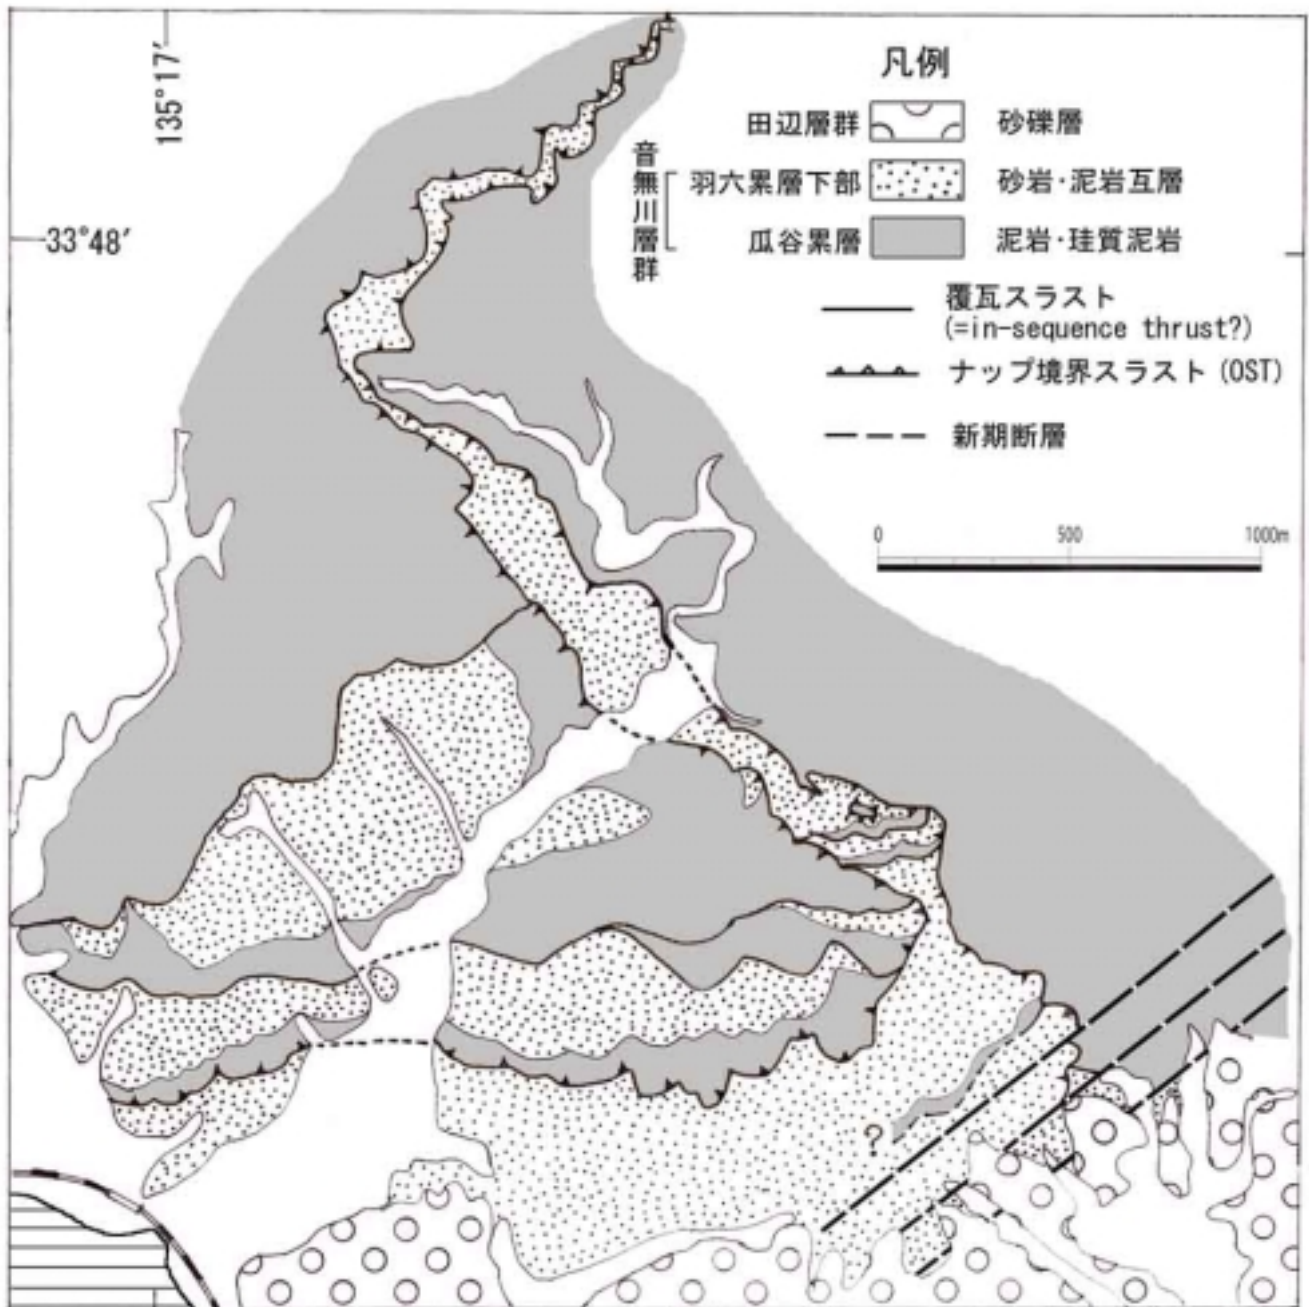 135°17′
33°48′
凡例
田辺層群 砂礫層
音無川層群
羽六累層下部 砂岩・泥岩互層
瓜谷累層 泥岩・珪質泥岩
覆瓦スラスト
(=in-sequence thrust?)
ナップ境界スラスト (OST)
新期断層
0 500 1000m
?